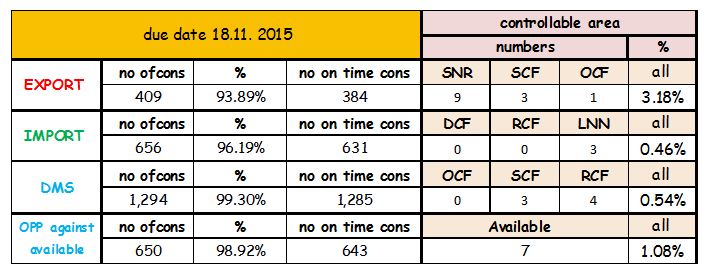 due date 18.11. 2015 controllable area
numbers %
EXPORT no ofcons % no on time cons SNR SCF OCF all
409 93.89% 384 9 3 1 3.18%
IMPORT no ofcons % no on time cons DCF RCF LNN all
656 96.19% 631 0 0 3 0.46%
DMS no ofcons % no on time cons OCF SCF RCF all
1,294 99.30% 1,285 0 3 4 0.54%
OPP against no ofcons % no on time cons Available all
available 650 98.92% 643 7 1.08%